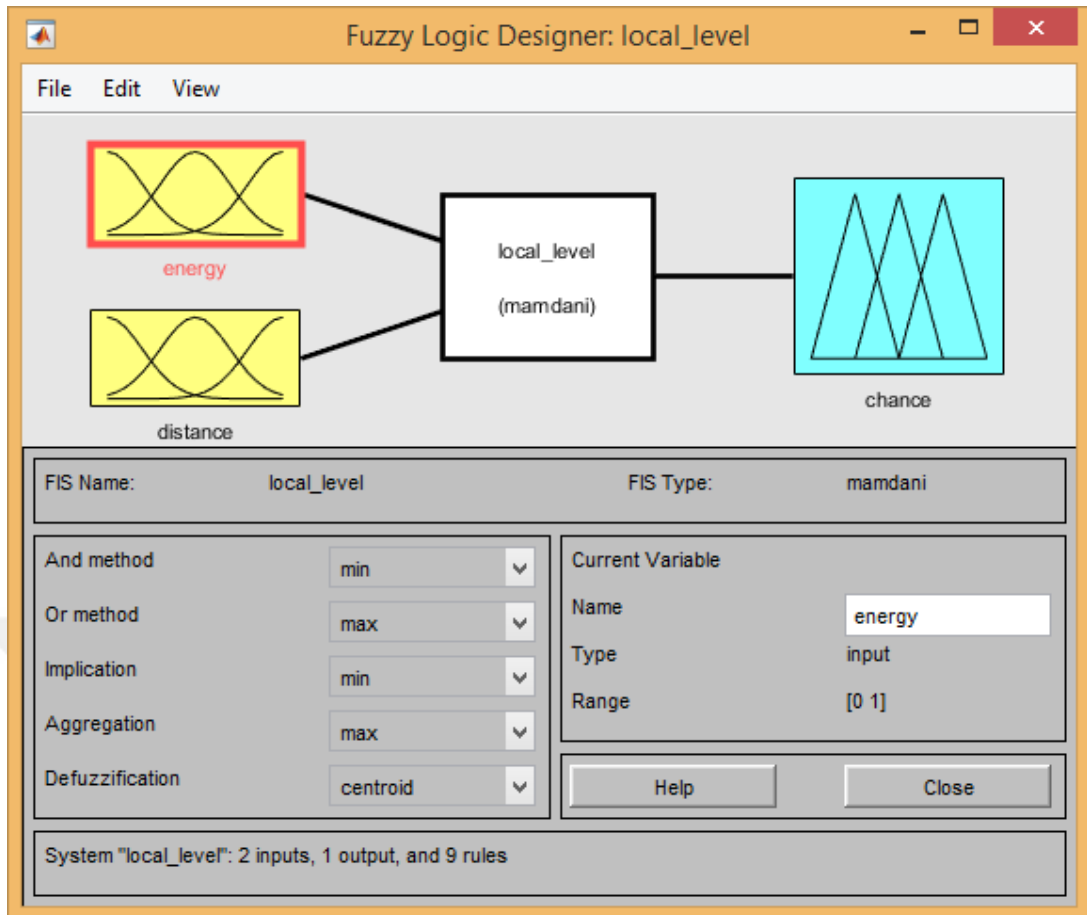 Fuzzy Logic Designer: local_level
File Edit View
energy
distance
local_level
(mamdani)
chance
FIS Name: local_level FIS Type: mamdani
And method min
Or method max
Implication min
Aggregation max
Defuzzification centroid
Current Variable
Name energy
Type input
Range [0 1]
Help Close
System "local_level": 2 inputs, 1 output, and 9 rules